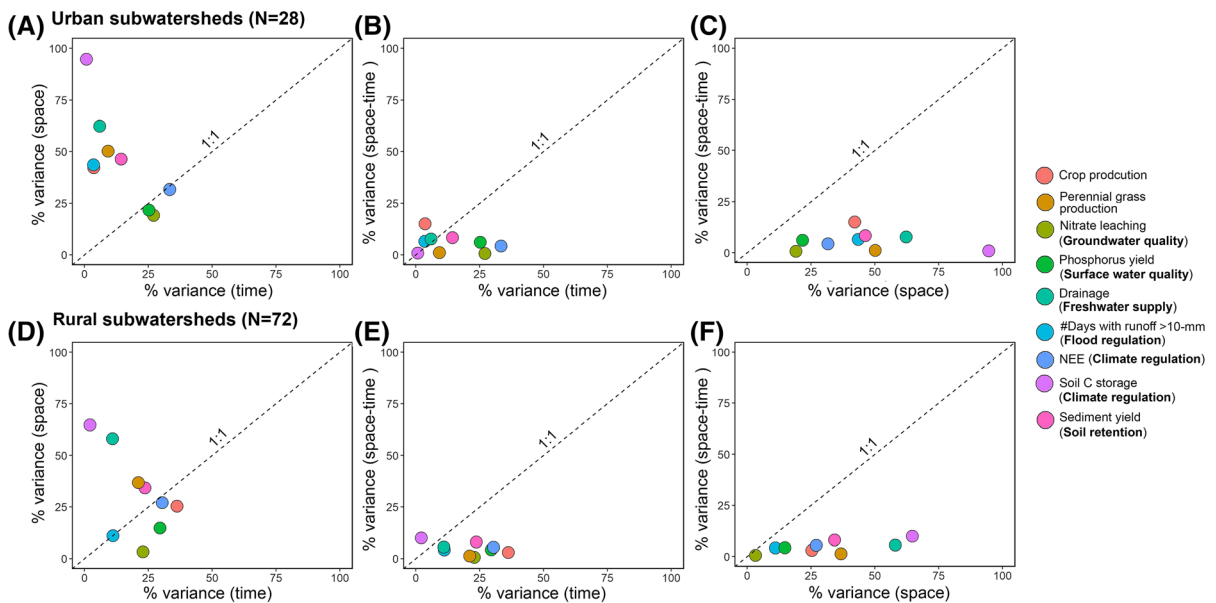 (A) Urban subwatersheds (N=28)
100
75
50
25
0
% variance (space)
1:1
0 25 50 75 100
% variance (time)
(B)
100
75
50
25
0
% variance (space-time)
1:1
0 25 50 75 100
% variance (time)
(C)
100
75
50
25
0
% variance (space-time)
1:1
0 25 50 75 100
% variance (space)
(D) Rural subwatersheds (N=72)
100
75
50
25
0
% variance (space)
1:1
0 25 50 75 100
% variance (time)
(E)
100
75
50
25
0
% variance (space-time)
1:1
0 25 50 75 100
% variance (time)
(F)
100
75
50
25
0
% variance (space-time)
1:1
0 25 50 75 100
% variance (space)
Crop prodcution
Perennial grass
production
Nitrate leaching
(Groundwater quality)
Phosphorus yield
(Surface water quality)
Drainage
(Freshwater supply)
#Days with runoff >10-mm
(Flood regulation)
NEE (Climate regulation)
Soil C storage
(Climate regulation)
Sediment yield
(Soil retention)